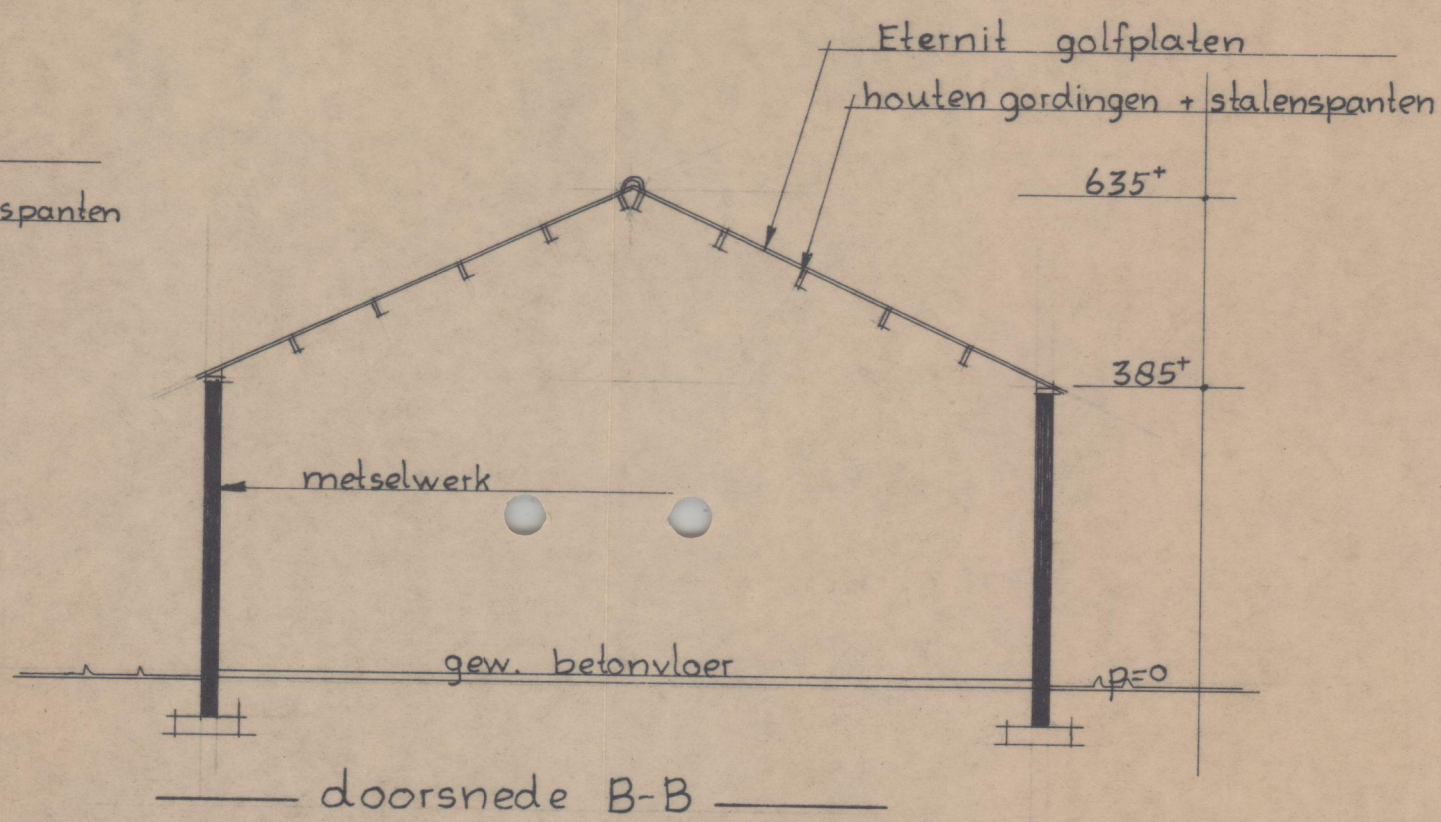 Eternit golfplaten
houten gordingen + stalenspanten
635+
spanten
385+
metselwerk
gew. betonvloer
p=0
doorsnede B-B